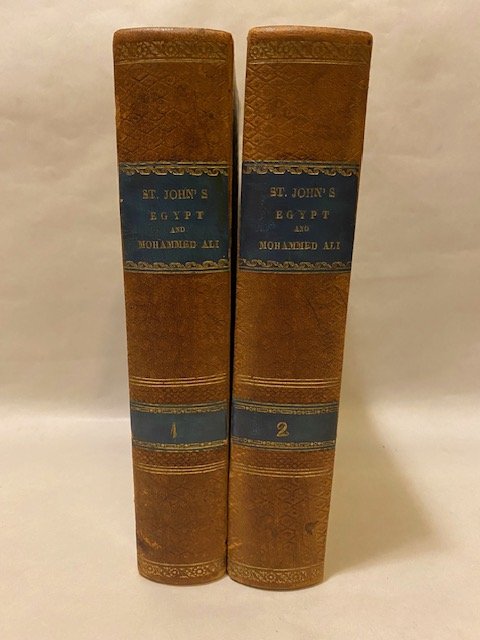 ST. JOHN'S
EGYPT
AND
MOHAMMED ALI
1
ST. JOHN'S
EGYPT
AND
MOHAMMED ALI
2